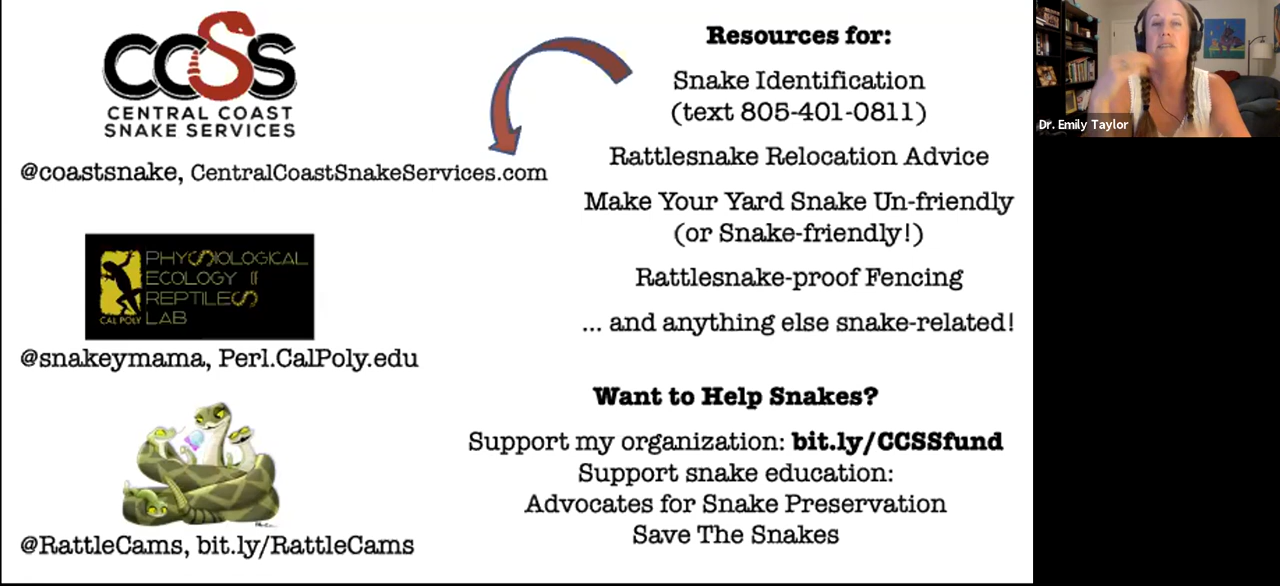 CCSS
CENTRAL COAST
SNAKE SERVICES
@coastsnake, CentralCoastSnakeServices.com
PHYSIOLOGICAL
ECOLOGY OF
REPTILES
LAB
CAL POLY
@snakeymama, Perl.CalPoly.edu
@RattleCams, bit.ly/RattleCams
Resources for:
Snake Identification
(text 805-401-0811)
Rattlesnake Relocation Advice
Make Your Yard Snake Un-friendly
(or Snake-friendly!)
Rattlesnake-proof Fencing
... and anything else snake-related!
Want to Help Snakes?
Support my organization: bit.ly/CCSSfund
Support snake education:
Advocates for Snake Preservation
Save The Snakes
Dr. Emily Taylor